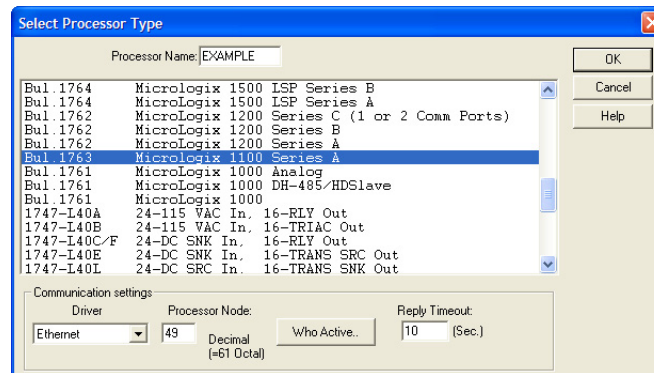 Select Processor Type
Processor Name: EXAMPLE
OK
Cancel
Help
Bul.1764 MicroLogix 1500 LSP Series B
Bul.1764 MicroLogix 1500 LSP Series A
Bul.1762 MicroLogix 1200 Series C (1 or 2 Comm Ports)
Bul.1762 MicroLogix 1200 Series B
Bul.1762 MicroLogix 1200 Series A
Bul.1763 MicroLogix 1100 Series A
Bul.1761 MicroLogix 1000 Analog
Bul.1761 MicroLogix 1000 DH-485/HDSlave
Bul.1761 MicroLogix 1000
1747-L40A 24-115 VAC In, 16-RLY Out
1747-L40B 24-115 VAC In, 16-TRIAC Out
1747-L40C/F 24-DC SNK In, 16-RLY Out
1747-L40E 24-DC SNK In, 16-TRANS SRC Out
1747-L40L 24-DC SRC In. 16-TRANS SNK Out
Communication settings
Driver Processor Node: Reply Timeout:
Ethernet 49 Decimal Who Active.. 10 (Sec.)
(=61 Octal)